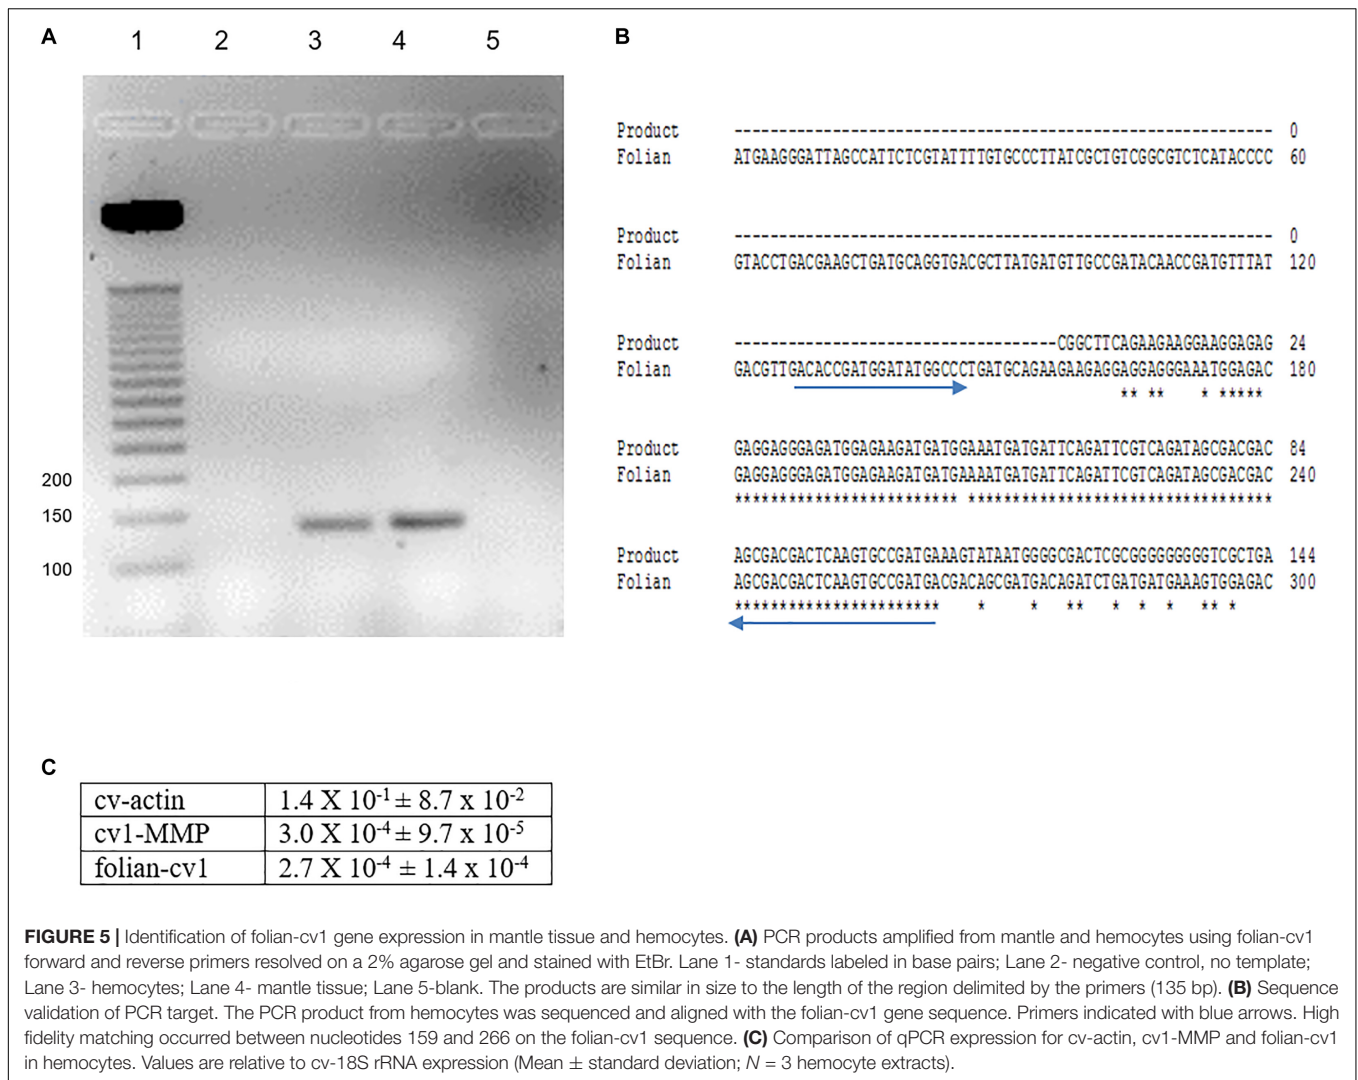 A
1 2 3 4 5
200
150
100
B
Product ------------------------------------------------------------ 0
Folian ATGAAGGGATTAGCCATTCTCGTATTTTGTGCCCTTATCGCTGTCGGCGTCTCATACCCC 60
Product ------------------------------------------------------------ 0
Folian GTACCTGACGAAGCTGATGCAGGTGACGCTTATGATGTTGCCGATACAACCGATGTTTAT 120
Product ------------------------------------CGGCTTCAGAAGAAGGAAGGAGAG 24
Folian GACGTTGACACCGATGGATATGGCCCTGATGCAGAAGAAGAGGAGGAGGGAAATGGAGAC 180
** ** * *****
Product GAGGAGGGAGATGGAGAAGATGATGGAAATGATGATTCAGATTCGTCAGATAGCGACGAC 84
Folian GAGGAGGGAGATGGAGAAGATGATGAAAATGATGATTCAGATTCGTCAGATAGCGACGAC 240
************************* **********************************
Product AGCGACGACTCAAGTGCCGATGAAAGTATAATGGGGCGACTCGCGGGGGGGGGTCGCTGA 144
Folian AGCGACGACTCAAGTGCCGATGACGACAGCGATGACAGATCTGATGATGAAAGTGGAGAC 300
*********************** * * ** * * * ** *
C
cv-actin 1.4 X 10-1 ± 8.7 x 10-2
cv1-MMP 3.0 X 10-4 ± 9.7 x 10-5
folian-cv1 2.7 X 10-4 ± 1.4 x 10-4
FIGURE 5 | Identification of folian-cv1 gene expression in mantle tissue and hemocytes. (A) PCR products amplified from mantle and hemocytes using folian-cv1
forward and reverse primers resolved on a 2% agarose gel and stained with EtBr. Lane 1- standards labeled in base pairs; Lane 2- negative control, no template;
Lane 3- hemocytes; Lane 4- mantle tissue; Lane 5-blank. The products are similar in size to the length of the region delimited by the primers (135 bp). (B) Sequence
validation of PCR target. The PCR product from hemocytes was sequenced and aligned with the folian-cv1 gene sequence. Primers indicated with blue arrows. High
fidelity matching occurred between nucleotides 159 and 266 on the folian-cv1 sequence. (C) Comparison of qPCR expression for cv-actin, cv1-MMP and folian-cv1
in hemocytes. Values are relative to cv-18S rRNA expression (Mean ± standard deviation; N = 3 hemocyte extracts).